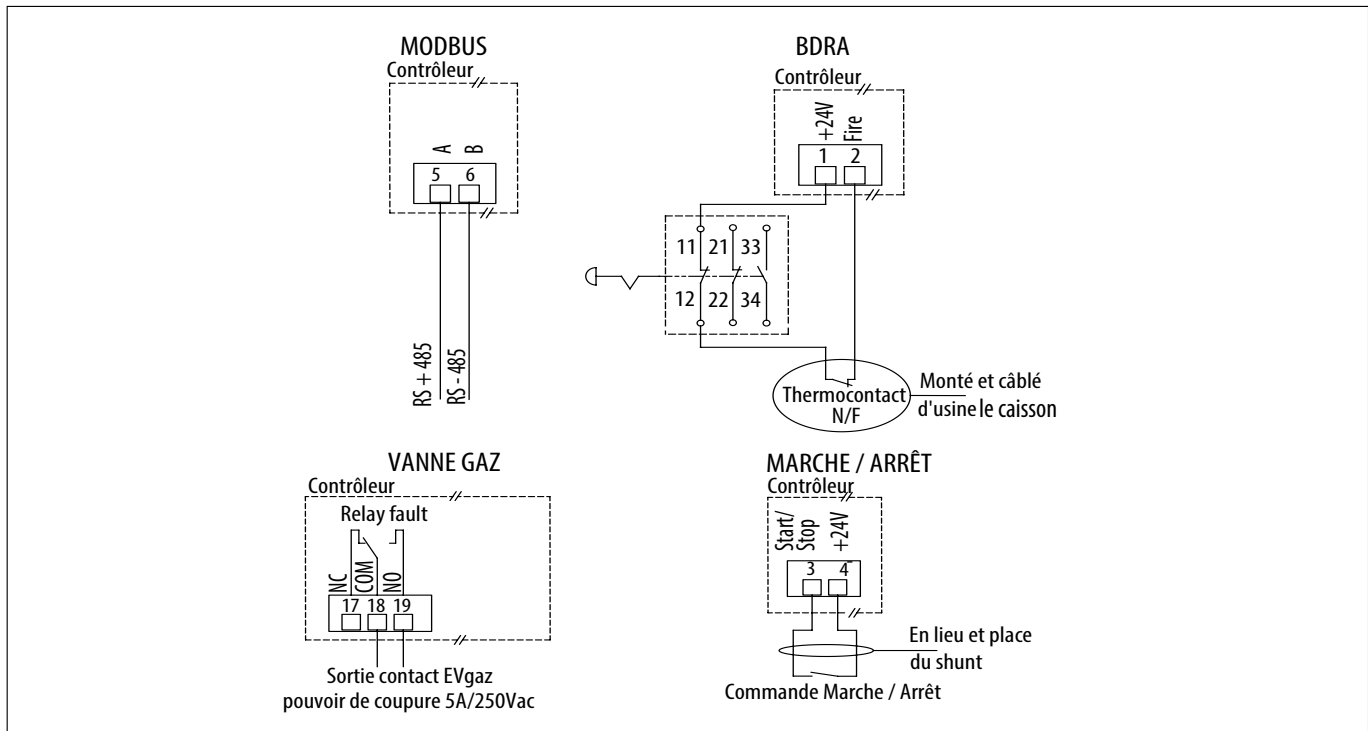 MODBUS
Contrôleur
A
B
5 6
RS + 485
RS - 485
BDRA
Contrôleur
+24V
Fire
1 2
11 21 33
12 22 34
Thermocontact
N/F
Monté et câblé
d'usine le caisson
VANNE GAZ
Contrôleur
Relay fault
NC
COM
NO
17 18 19
Sortie contact EVgaz
pouvoir de coupure 5A/250Vac
MARCHE / ARRÊT
Contrôleur
Start/
Stop
+24V
3 4
En lieu et place
du shunt
Commande Marche / Arrêt